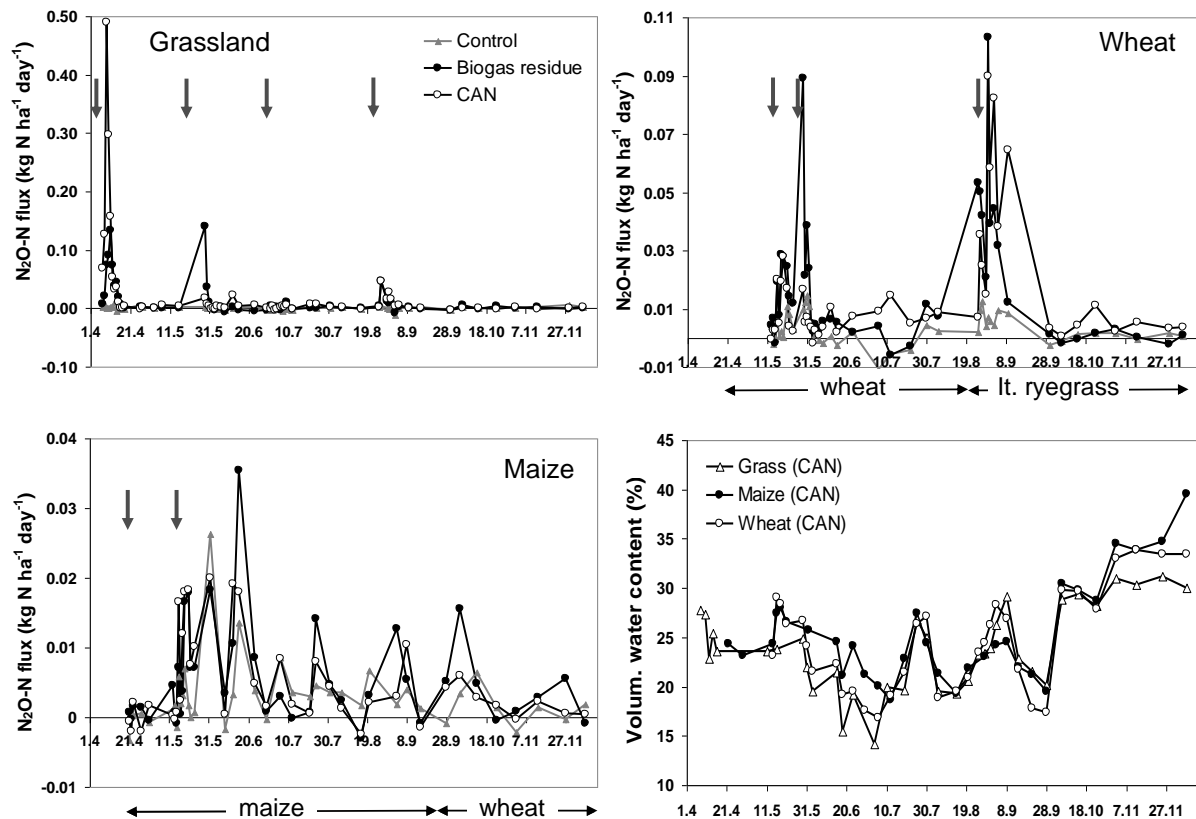 Grassland
Control
Biogas residue
CAN
N₂O-N flux (kg N ha⁻¹ day⁻¹)
0.50
0.40
0.30
0.20
0.10
0.00
-0.10
1.4 21.4 11.5 31.5 20.6 10.7 30.7 19.8 8.9 28.9 18.10 7.11 27.11
Wheat
N₂O-N flux (kg N ha⁻¹ day⁻¹)
0.11
0.09
0.07
0.05
0.03
0.01
-0.01
1.4 21.4 11.5 31.5 20.6 10.7 30.7 19.8 8.9 28.9 18.10 7.11 27.11
wheat It. ryegrass
Maize
N₂O-N flux (kg N ha⁻¹ day⁻¹)
0.04
0.03
0.02
0.01
0
-0.01
1.4 21.4 11.5 31.5 20.6 10.7 30.7 19.8 8.9 28.9 18.10 7.11 27.11
maize wheat
Grass (CAN)
Maize (CAN)
Wheat (CAN)
Volum. water content (%)
45
40
35
30
25
20
15
10
1.4 21.4 11.5 31.5 20.6 10.7 30.7 19.8 8.9 28.9 18.10 7.11 27.11